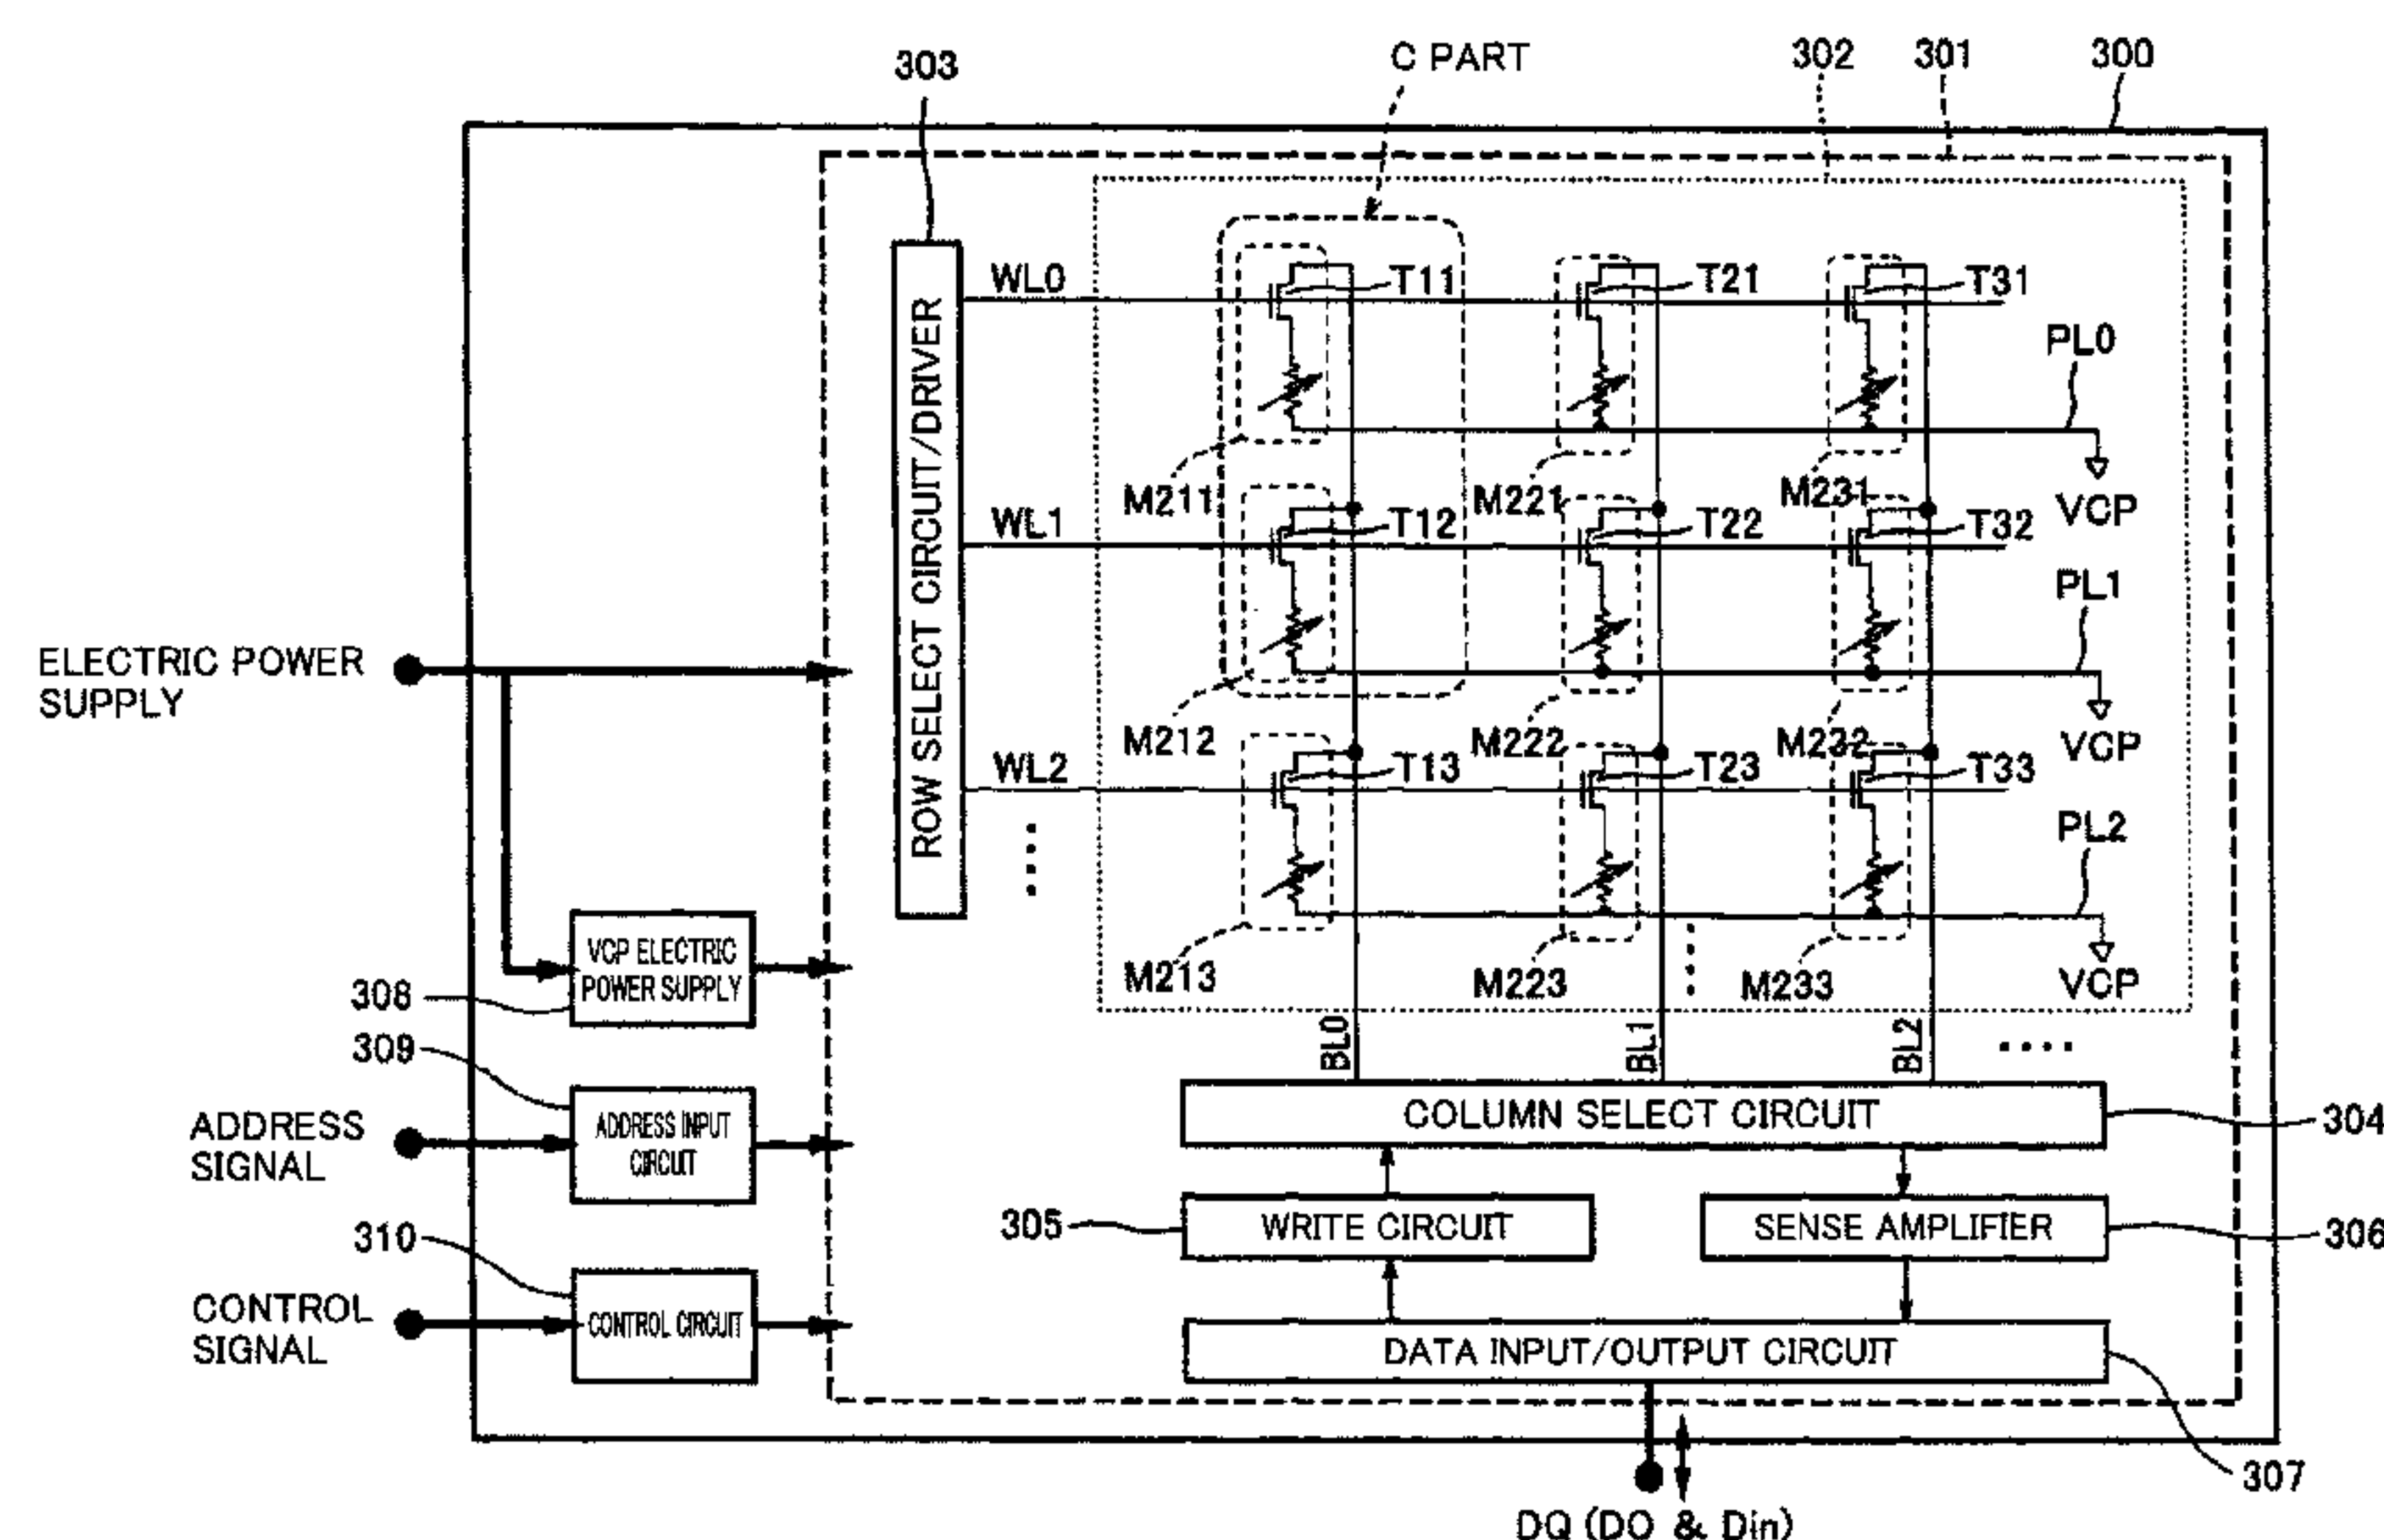 303
C PART
302
301
300
WL0
T11
T21
T31
PL0
M211
M221
M231
VCP
ROW SELECT CIRCUIT/DRIVER
WL1
T12
T22
T32
PL1
ELECTRIC POWER
SUPPLY
M212
M222
M232
VCP
WL2
T13
T23
T33
PL2
VCP ELECTRIC
POWER SUPPLY
308
M213
M223
M233
VCP
309
BL0
BL1
BL2
ADDRESS
SIGNAL
ADDRESS INPUT
CIRCUIT
COLUMN SELECT CIRCUIT
304
310
305
WRITE CIRCUIT
SENSE AMPLIFIER
306
CONTROL
SIGNAL
CONTROL CIRCUIT
DATA INPUT/OUTPUT CIRCUIT
307
DQ (DO & Din)